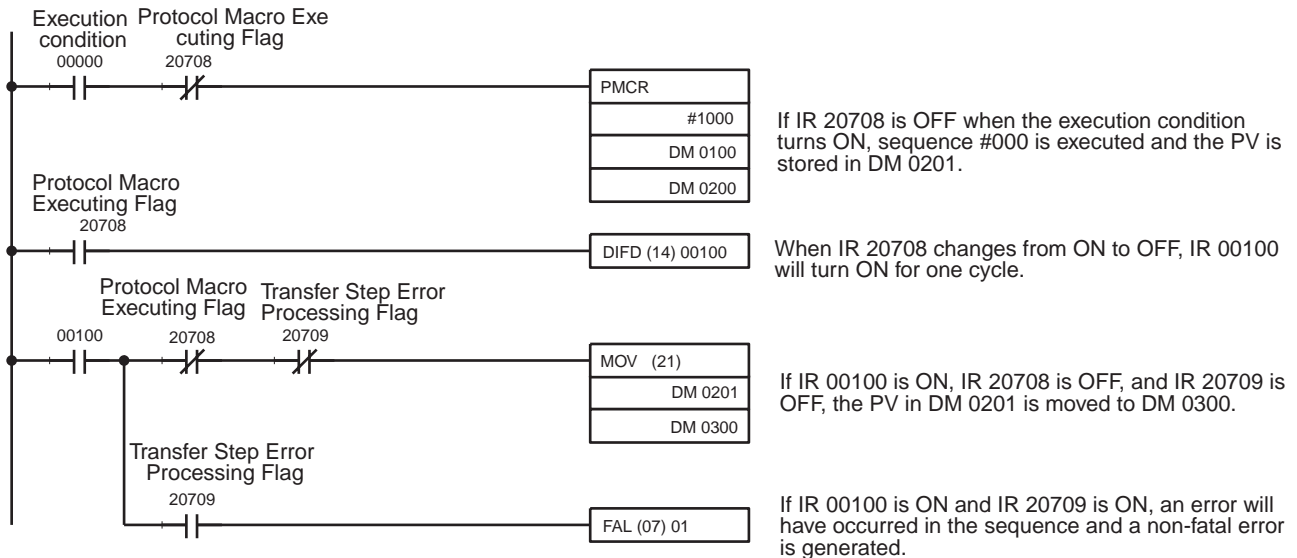 Execution condition
00000
Protocol Macro Exe
cuting Flag
20708
PMCR
#1000
DM 0100
DM 0200
If IR 20708 is OFF when the execution condition
turns ON, sequence #000 is executed and the PV is
stored in DM 0201.
Protocol Macro
Executing Flag
20708
DIFD (14) 00100
When IR 20708 changes from ON to OFF, IR 00100
will turn ON for one cycle.
00100
Protocol Macro
Executing Flag
20708
Transfer Step Error
Processing Flag
20709
MOV (21)
DM 0201
DM 0300
If IR 00100 is ON, IR 20708 is OFF, and IR 20709 is
OFF, the PV in DM 0201 is moved to DM 0300.
Transfer Step Error
Processing Flag
20709
FAL (07) 01
If IR 00100 is ON and IR 20709 is ON, an error will
have occurred in the sequence and a non-fatal error
is generated.